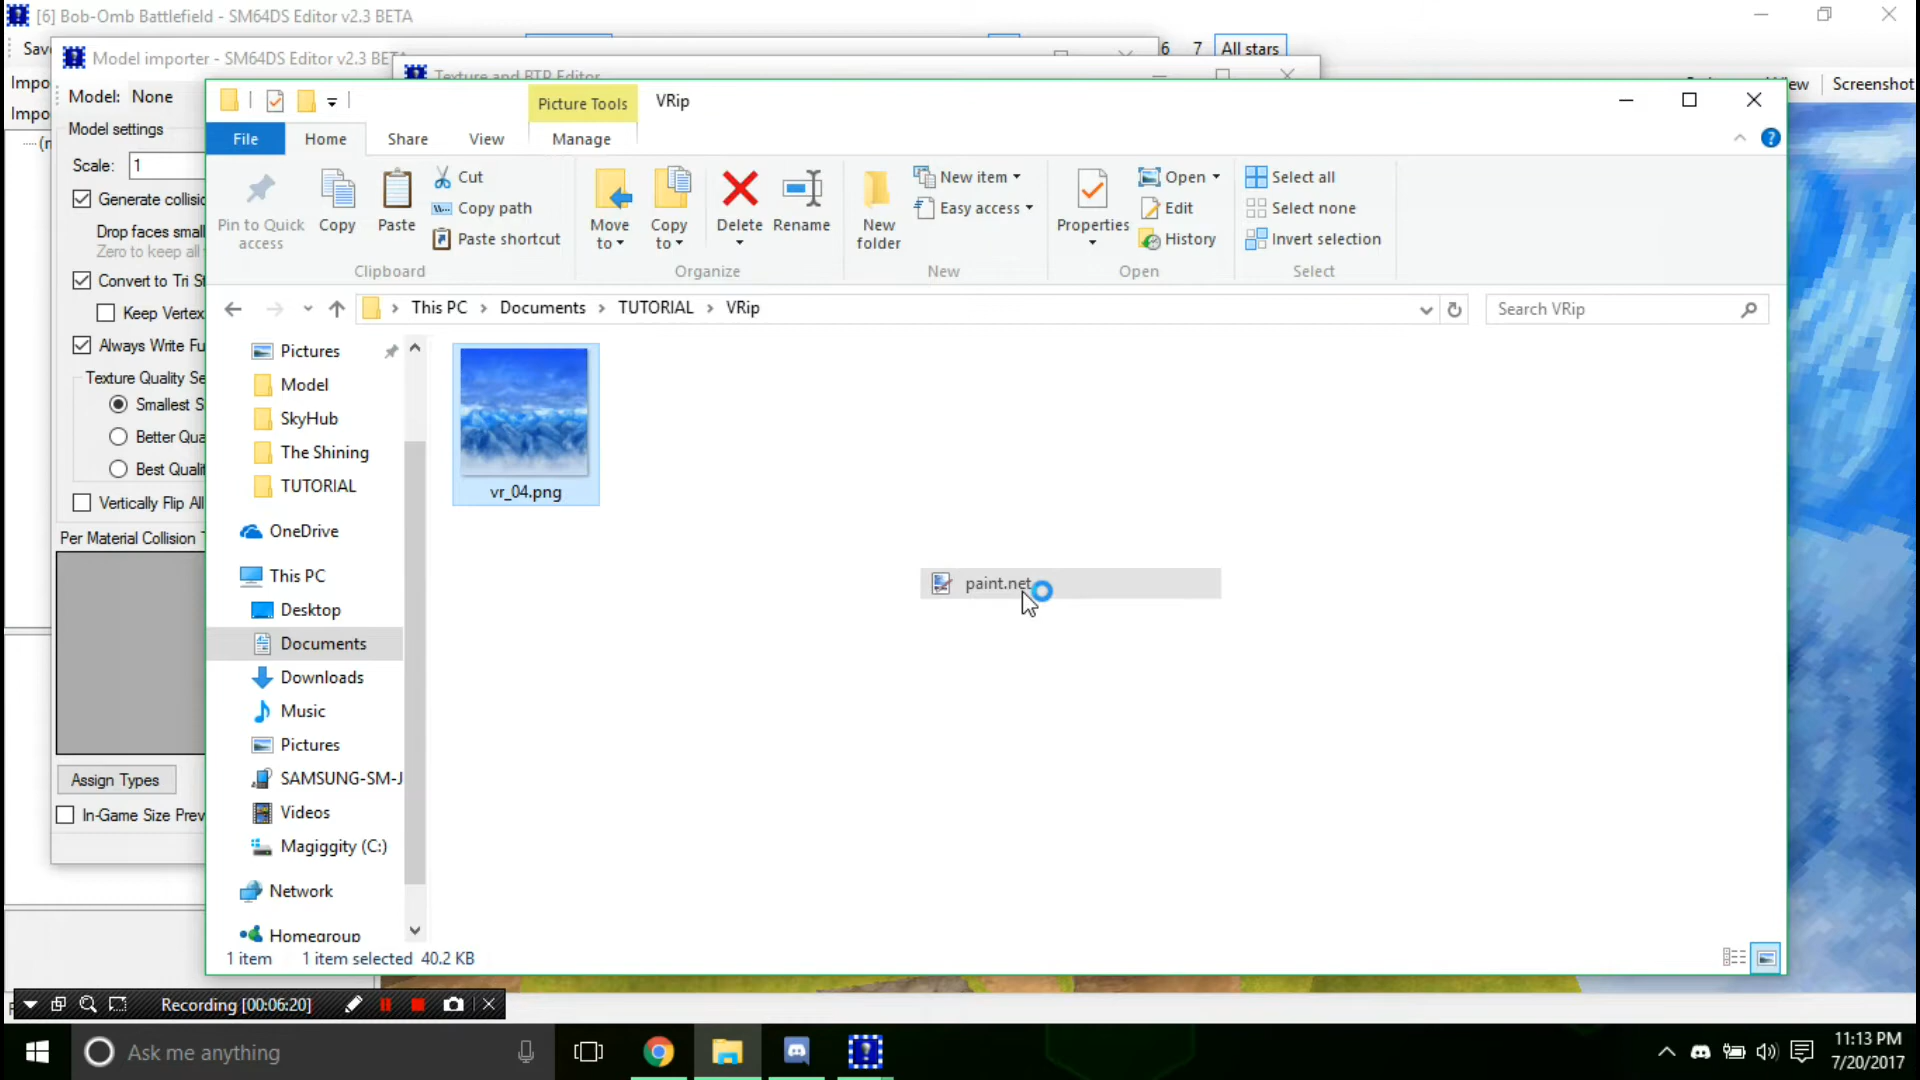 [6] Bob-Omb Battlefield - SM64DS Editor v2.3 BETA
6 7 All stars
Screenshot
Model importer - SM64DS Editor v2.3 BETA
Texture and BTP Editor
Model: None
Model settings
Scale: 1
Generate collisio
Drop faces small
Zero to keep all
Convert to Tri St
Keep Vertex
Always Write Fu
Texture Quality Se
Smallest S
Better Qua
Best Qualit
Vertically Flip All
Per Material Collision T
Assign Types
In-Game Size Prev
Picture Tools
VRip
File
Home
Share
View
Manage
Pin to Quick access
Copy
Paste
Cut
Copy path
Paste shortcut
Clipboard
Move to
Copy to
Delete
Rename
Organize
New folder
New item
Easy access
New
Properties
Open
Edit
History
Open
Select all
Select none
Invert selection
Select
This PC > Documents > TUTORIAL > VRip
Search VRip
Pictures
Model
SkyHub
The Shining
TUTORIAL
OneDrive
This PC
Desktop
Documents
Downloads
Music
Pictures
SAMSUNG-SM-J
Videos
Magiggity (C:)
Network
Homegroup
vr_04.png
paint.net
1 item 1 item selected 40.2 KB
Recording [00:06:20]
Ask me anything
11:13 PM
7/20/2017